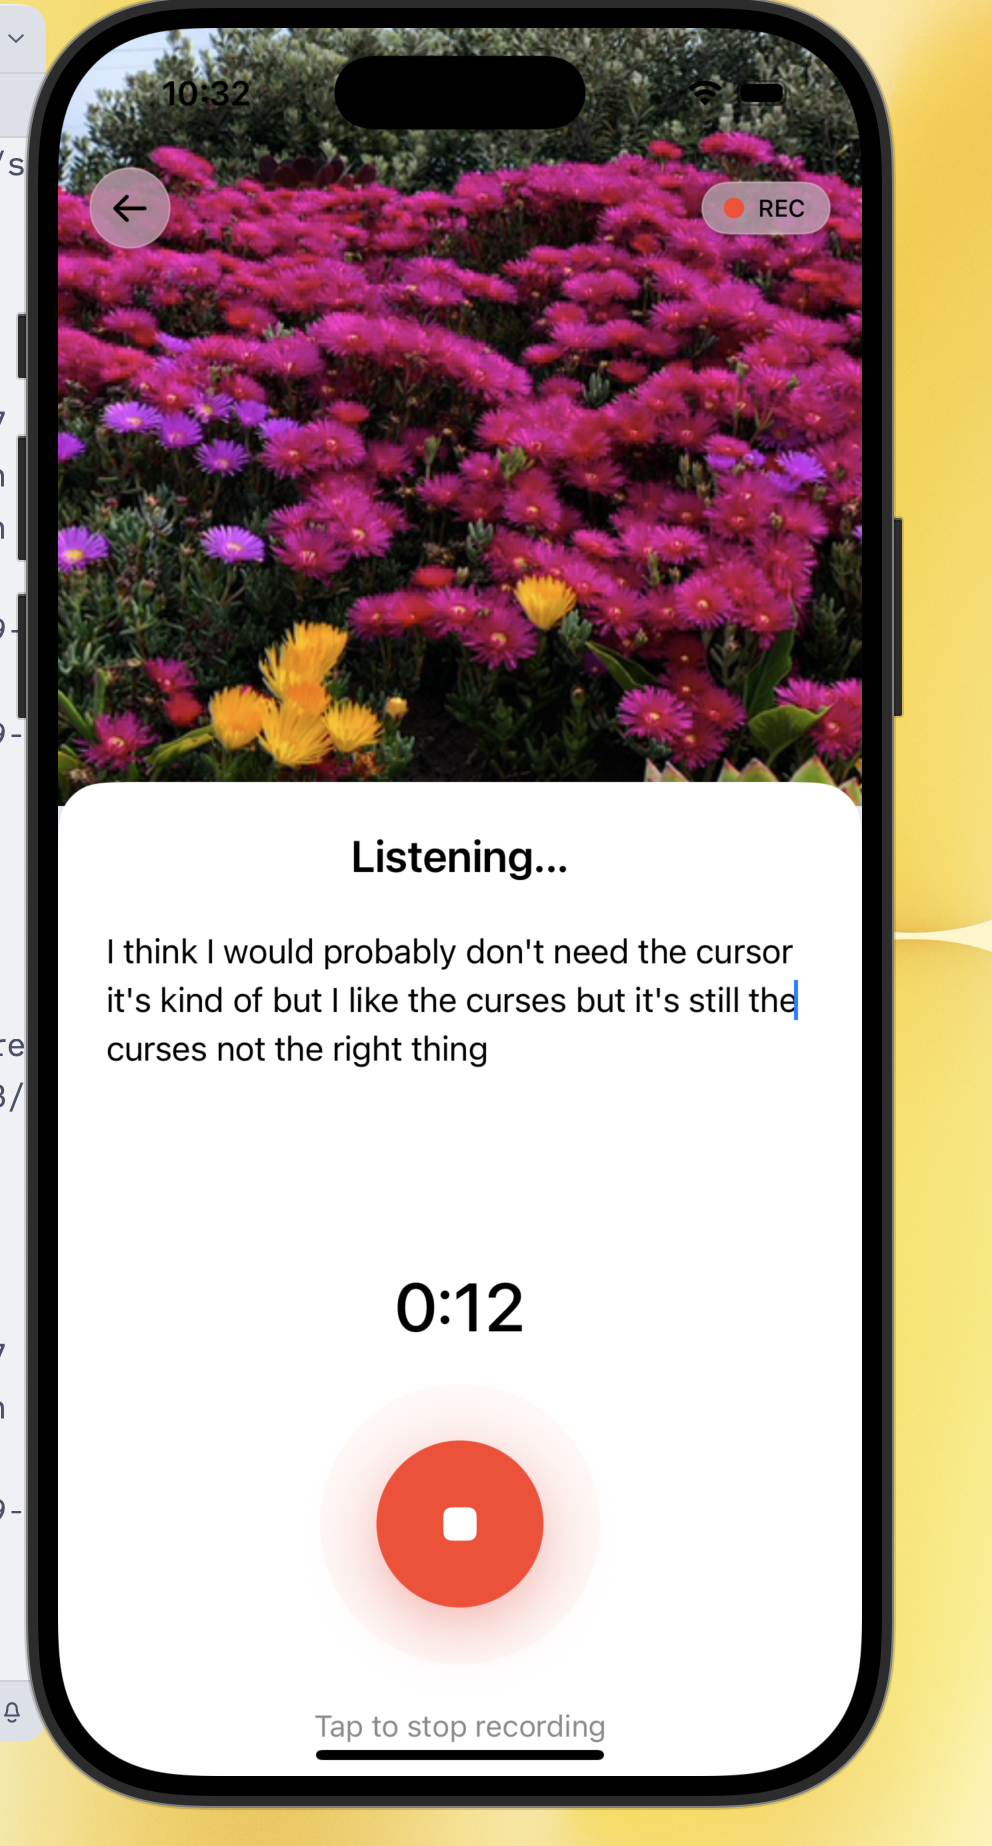 10:32
REC
Listening...
I think I would probably don't need the cursor
it's kind of but I like the curses but it's still the
curses not the right thing
0:12
Tap to stop recording